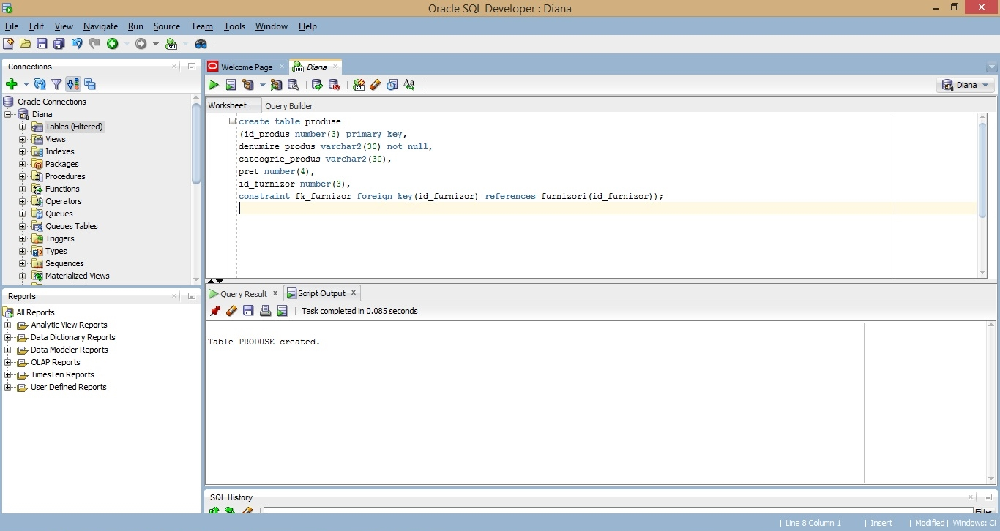 Oracle SQL Developer : Diana
File Edit View Navigate Run Source Team Tools Window Help
Connections
Oracle Connections
Diana
Tables (Filtered)
Views
Indexes
Packages
Procedures
Functions
Operators
Queues
Queues Tables
Triggers
Types
Sequences
Materialized Views
Reports
All Reports
Analytic View Reports
Data Dictionary Reports
Data Modeler Reports
OLAP Reports
TimesTen Reports
User Defined Reports
Welcome Page Diana
Diana
Worksheet Query Builder
create table produse
(id_produs number(3) primary key,
denumire_produs varchar2(30) not null,
cateogrie_produs varchar2(30),
pret number(4),
id_furnizor number(3),
constraint fk_furnizor foreign key(id_furnizor) references furnizori(id_furnizor));
Query Result x Script Output x
Task completed in 0.085 seconds
Table PRODUSE created.
SQL History
Filter
Line 8 Column 1 Insert Modified Windows: